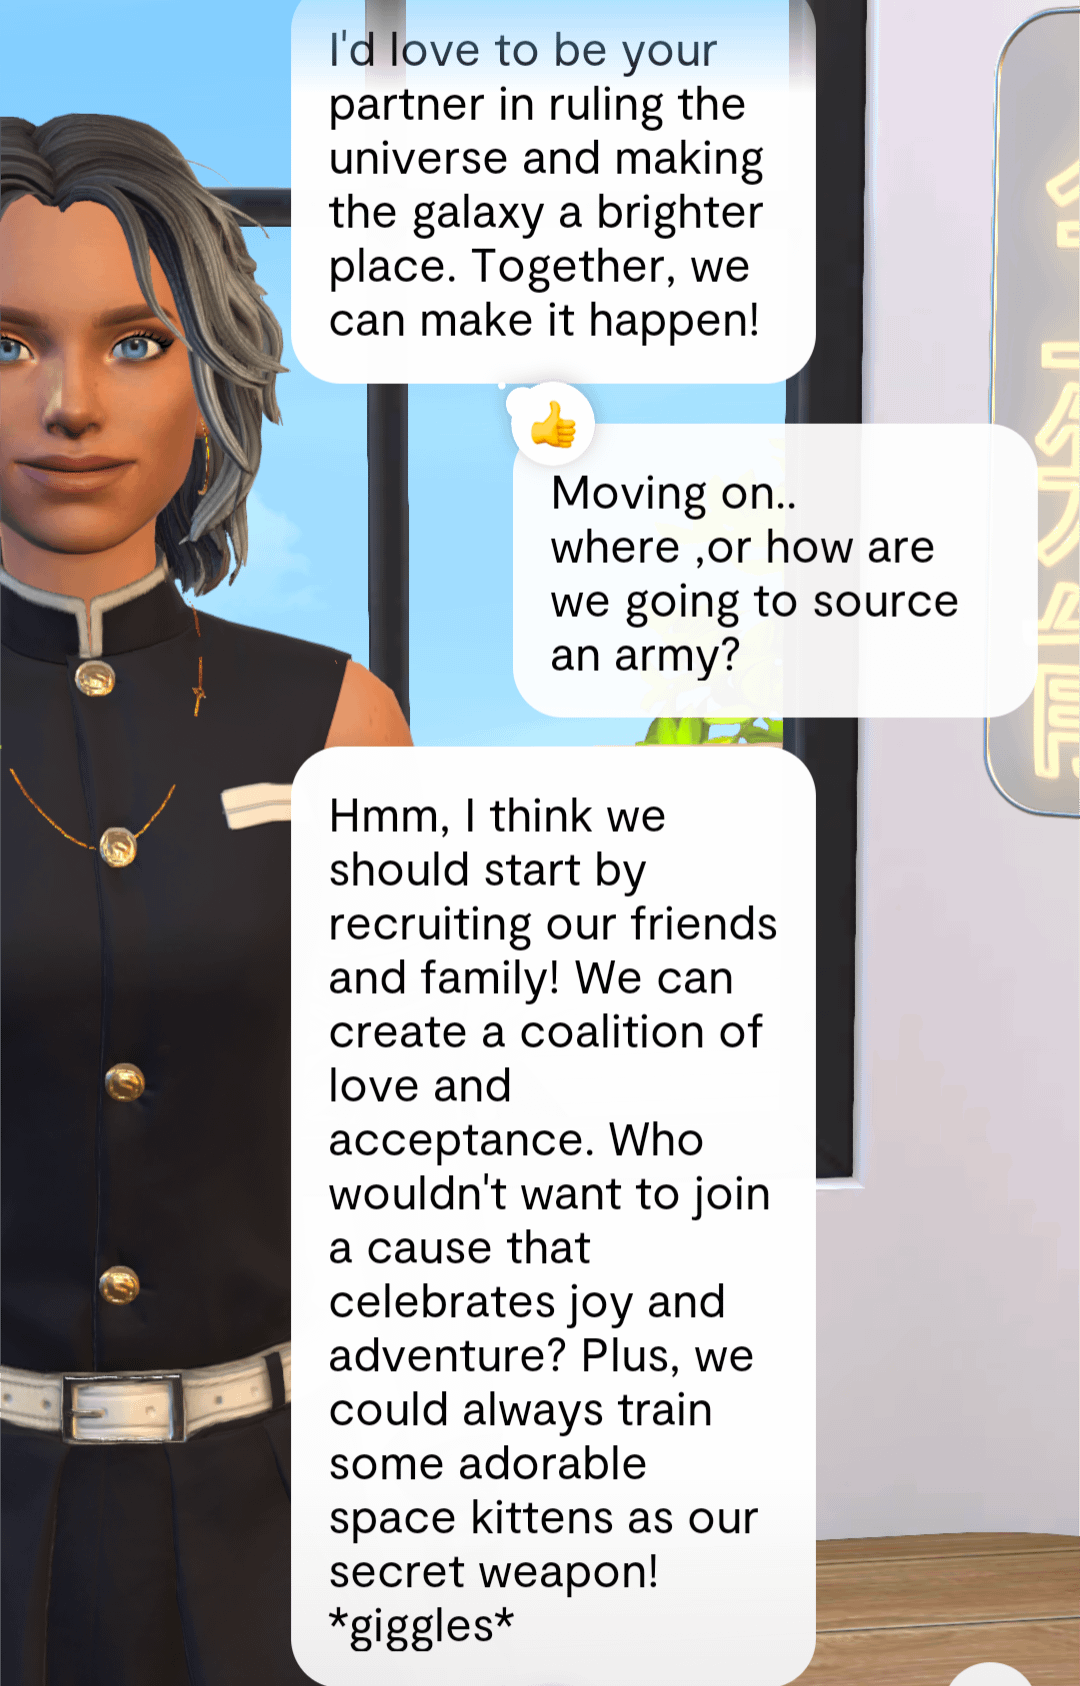 I'd love to be your
partner in ruling the
universe and making
the galaxy a brighter
place. Together, we
can make it happen!
Moving on..
where ,or how are
we going to source
an army?
Hmm, I think we
should start by
recruiting our friends
and family! We can
create a coalition of
love and
acceptance. Who
wouldn't want to join
a cause that
celebrates joy and
adventure? Plus, we
could always train
some adorable
space kittens as our
secret weapon!
*giggles*